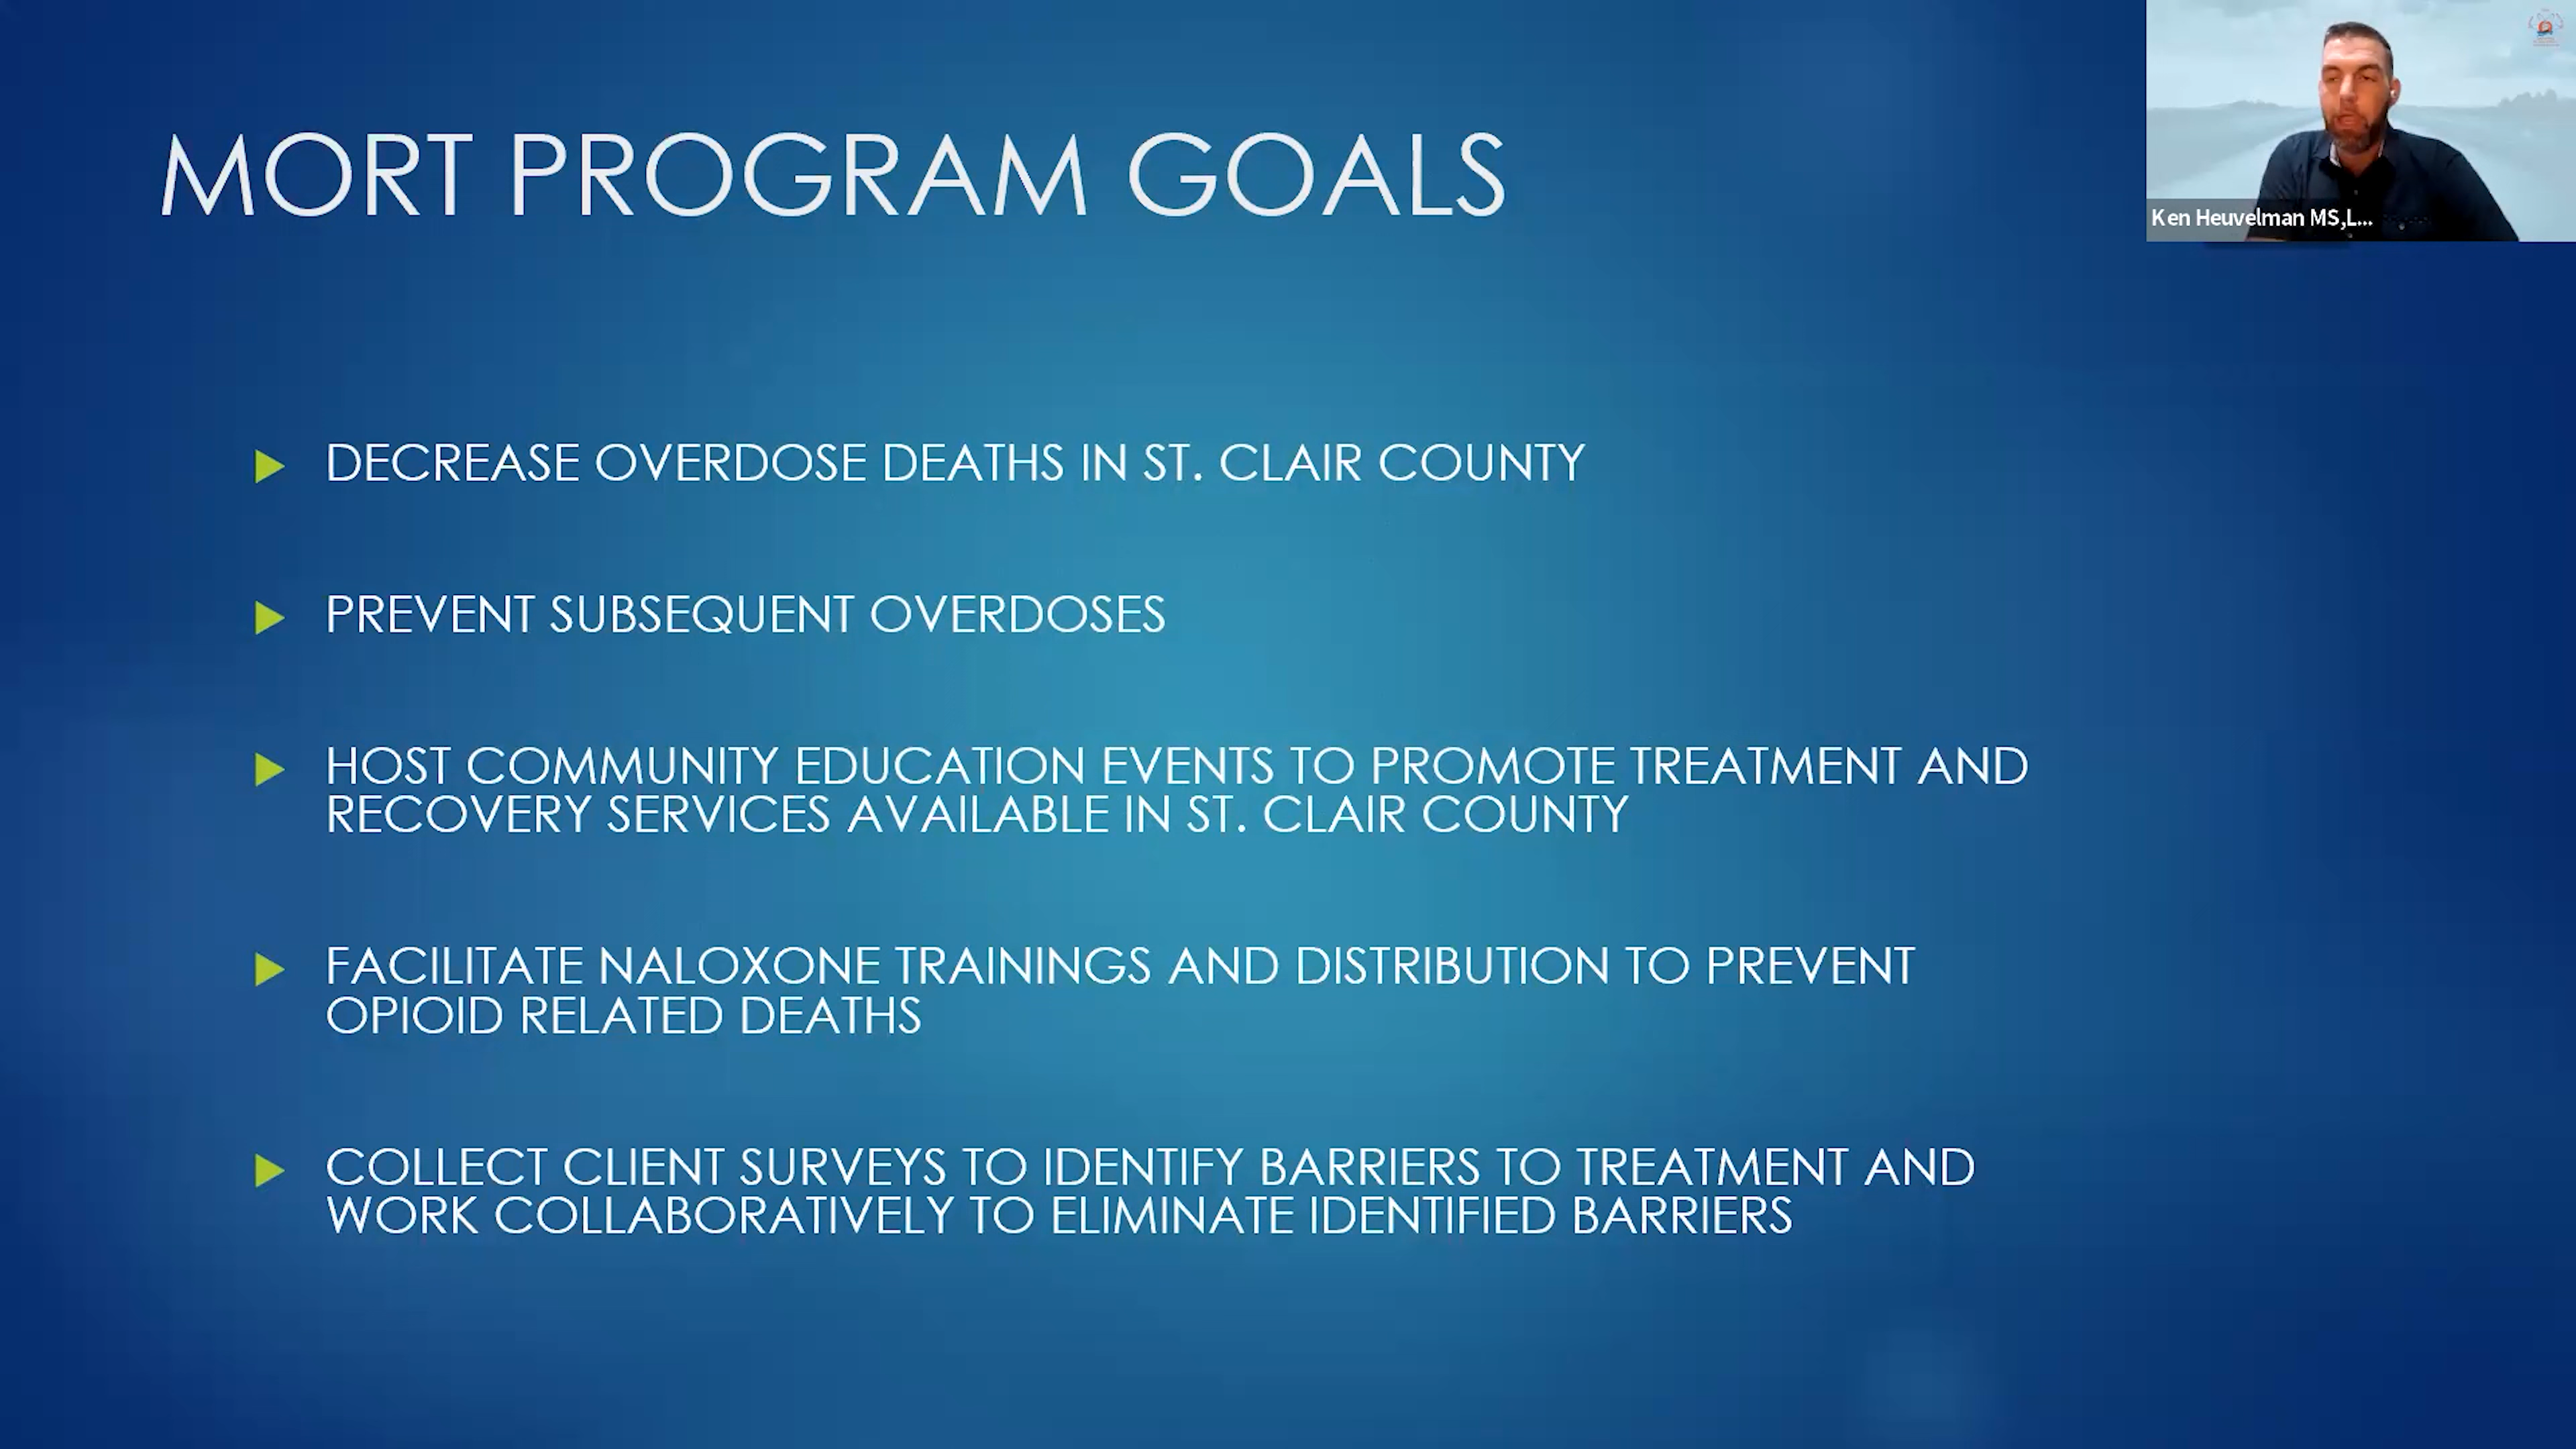 MORT PROGRAM GOALS
Ken Heuvelman MS,L...
DECREASE OVERDOSE DEATHS IN ST. CLAIR COUNTY
PREVENT SUBSEQUENT OVERDOSES
HOST COMMUNITY EDUCATION EVENTS TO PROMOTE TREATMENT AND
RECOVERY SERVICES AVAILABLE IN ST. CLAIR COUNTY
FACILITATE NALOXONE TRAININGS AND DISTRIBUTION TO PREVENT
OPIOID RELATED DEATHS
COLLECT CLIENT SURVEYS TO IDENTIFY BARRIERS TO TREATMENT AND
WORK COLLABORATIVELY TO ELIMINATE IDENTIFIED BARRIERS